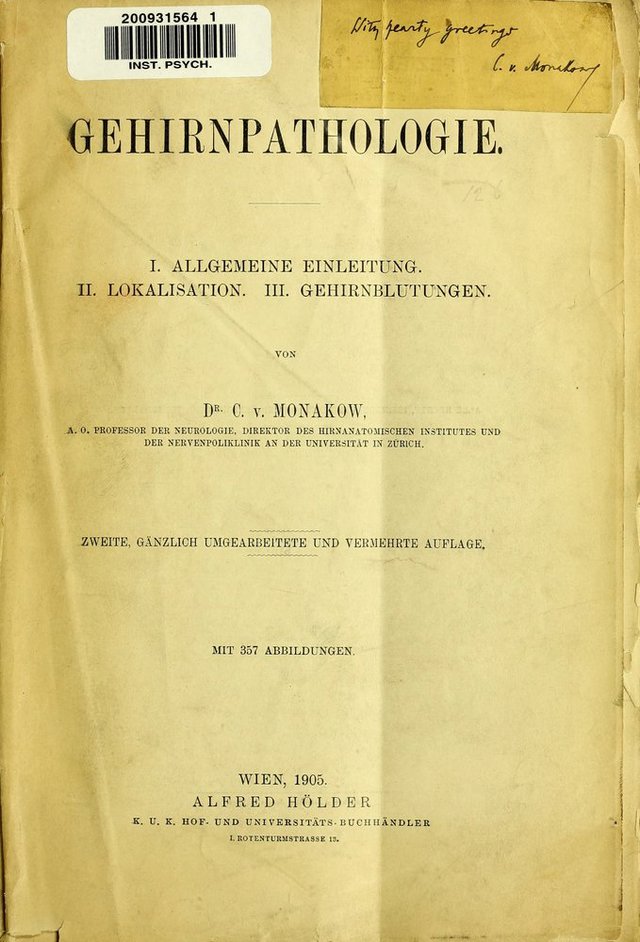 200931564 1
INST. PSYCH.
With hearty greetings
C. v. Monakow
GEHIRNPATHOLOGIE.
I. ALLGEMEINE EINLEITUNG.
II. LOKALISATION. III. GEHIRNBLUTUNGEN.
VON
DR. C. v. MONAKOW,
A. O. PROFESSOR DER NEUROLOGIE, DIREKTOR DES HIRNANATOMISCHEN INSTITUTES UND
DER NERVENPOLIKLINIK AN DER UNIVERSITÄT IN ZÜRICH.
ZWEITE, GÄNZLICH UMGEARBEITETE UND VERMEHRTE AUFLAGE.
MIT 357 ABBILDUNGEN.
WIEN, 1905.
ALFRED HÖLDER
K. U. K. HOF- UND UNIVERSITÄTS-BUCHHÄNDLER
I. ROTENTURMSTRASSE 13.